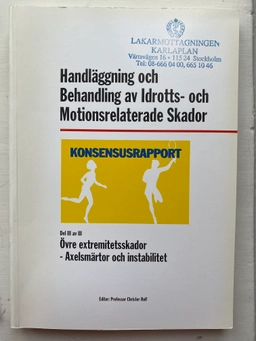 LÄKARMOTTAGNINGEN
KARLAPLAN
Värtavägen 16 • 115 24 Stockholm
Tel: 08-666 04 00, 665 10 46
Handläggning och
Behandling av Idrotts- och
Motionsrelaterade Skador
KONSENSUSRAPPORT
Del III av III
Övre extremitetsskador
- Axelsmärtor och instabilitet
Editor: Professor Christer Rolf